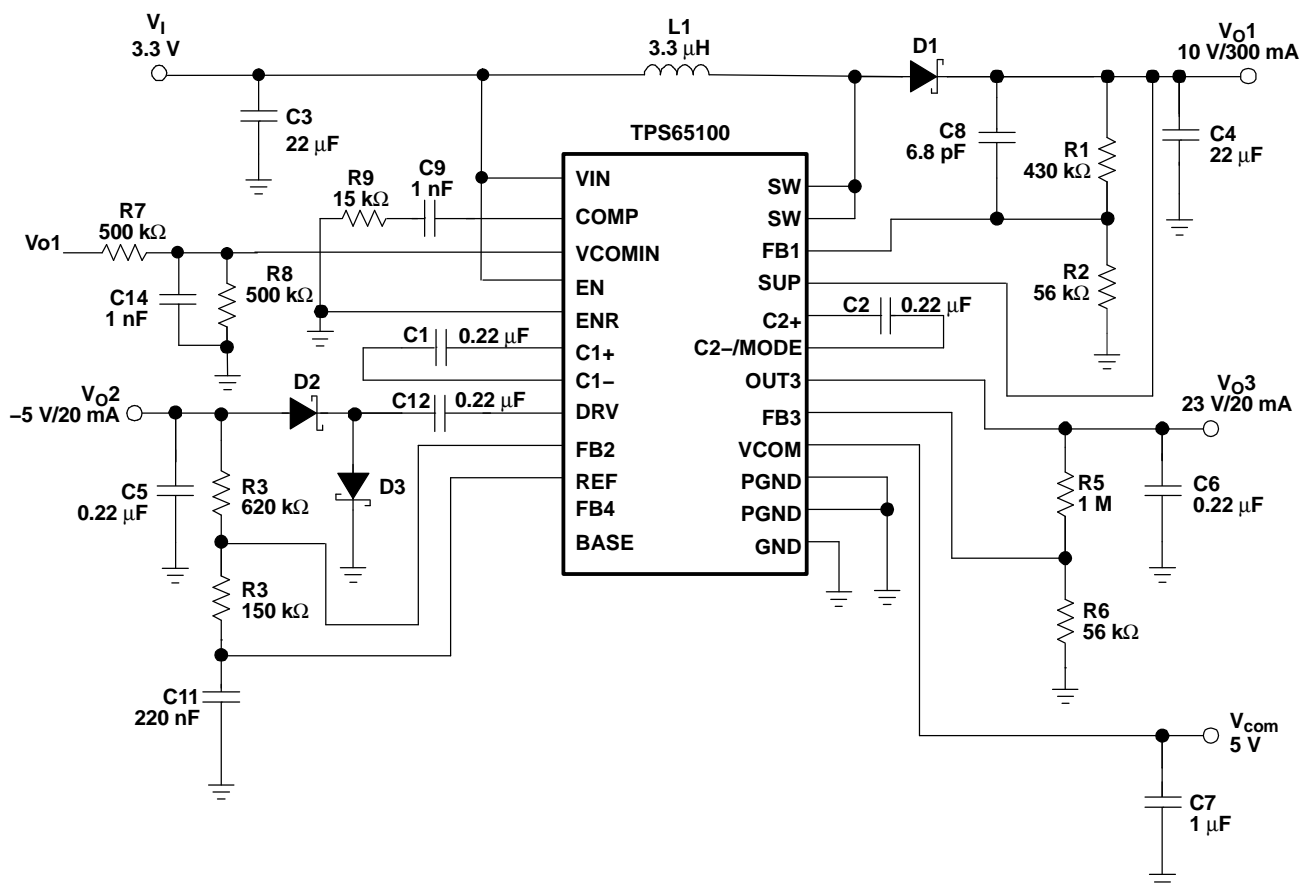 V_I
3.3 V
L1
3.3 μH
D1
V_O1
10 V/300 mA
C3
22 μF
TPS65100
C8
6.8 pF
R1
430 kΩ
C4
22 μF
R9
15 kΩ
C9
1 nF
VIN
COMP
VCOMIN
EN
ENR
C1+
C1−
DRV
FB2
REF
FB4
BASE
SW
SW
FB1
SUP
C2+
C2−/MODE
OUT3
FB3
VCOM
PGND
PGND
GND
R7
500 kΩ
Vo1
C14
1 nF
R8
500 kΩ
R2
56 kΩ
C2
0.22 μF
C1
0.22 μF
V_O2
−5 V/20 mA
D2
C12
0.22 μF
D3
C5
0.22 μF
R3
620 kΩ
R3
150 kΩ
C11
220 nF
V_O3
23 V/20 mA
R5
1 M
C6
0.22 μF
R6
56 kΩ
V_com
5 V
C7
1 μF